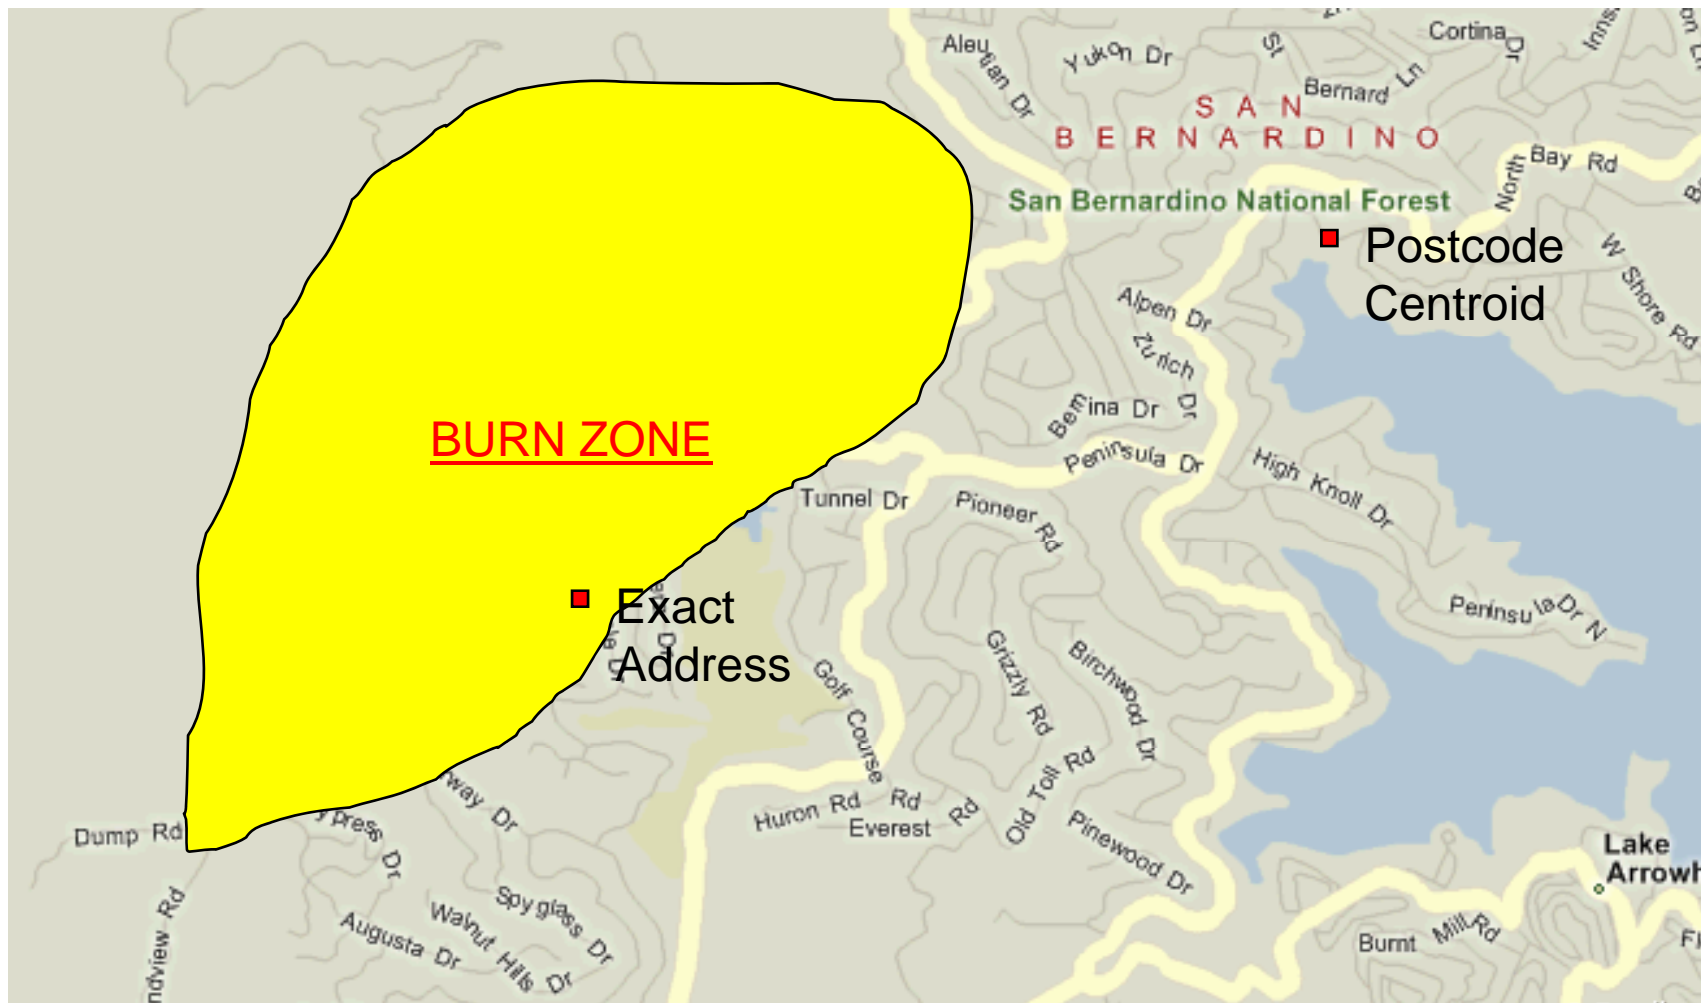 Aleutian Dr
Yukon Dr
St
Bernard Ln
Cortina Dr
SAN
BERNARDINO
San Bernardino National Forest
North Bay Rd
Postcode
Centroid
W Shore Rd
Alpen Dr
Zurich Dr
Bernina Dr
Peninsula Dr
High Knoll Dr
BURN ZONE
Tunnel Dr
Pioneer Rd
Exact
Address
Peninsula Dr N
Grizzly Rd
Birchwood Dr
Golf Course Rd
Old Toll Rd
Huron Rd
Everest Rd
Pinewood Dr
Dump Rd
Dr
Spyglass Dr
Walnut Hills Dr
Augusta Dr
Lake
Arrowh
Burnt Mill Rd